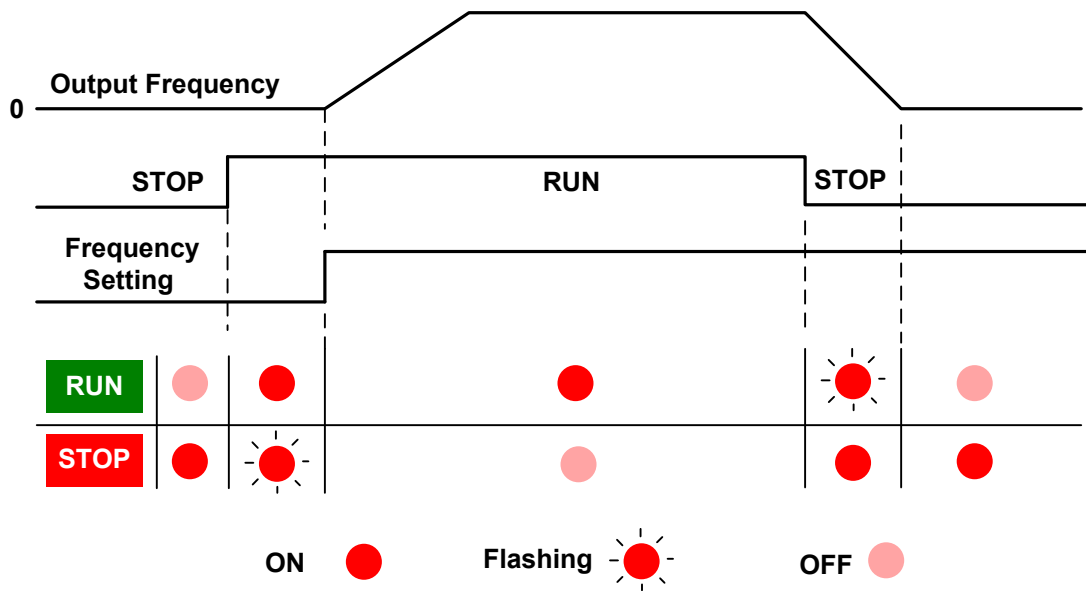 Output Frequency
0
STOP
RUN
STOP
Frequency
Setting
RUN
STOP
ON
Flashing
OFF